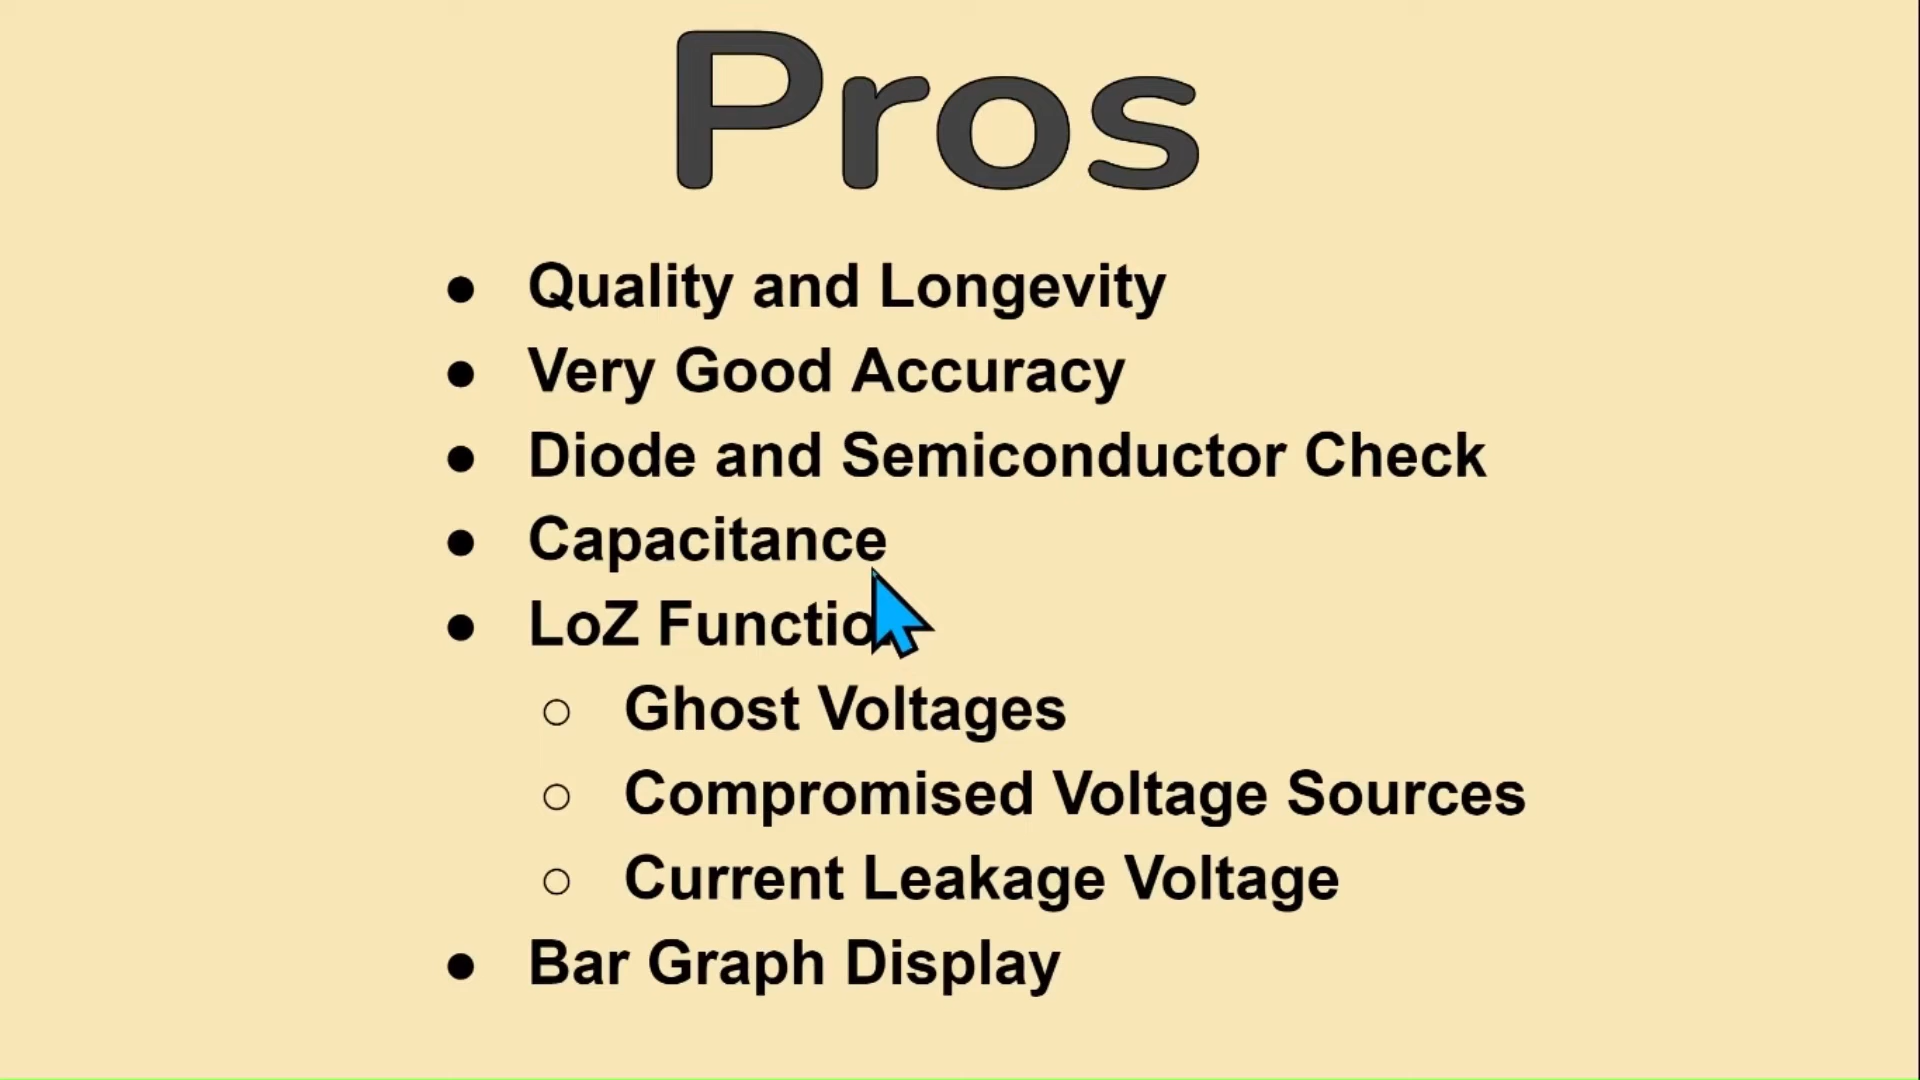 Pros
● Quality and Longevity
● Very Good Accuracy
● Diode and Semiconductor Check
● Capacitance
● LoZ Function
○ Ghost Voltages
○ Compromised Voltage Sources
○ Current Leakage Voltage
● Bar Graph Display